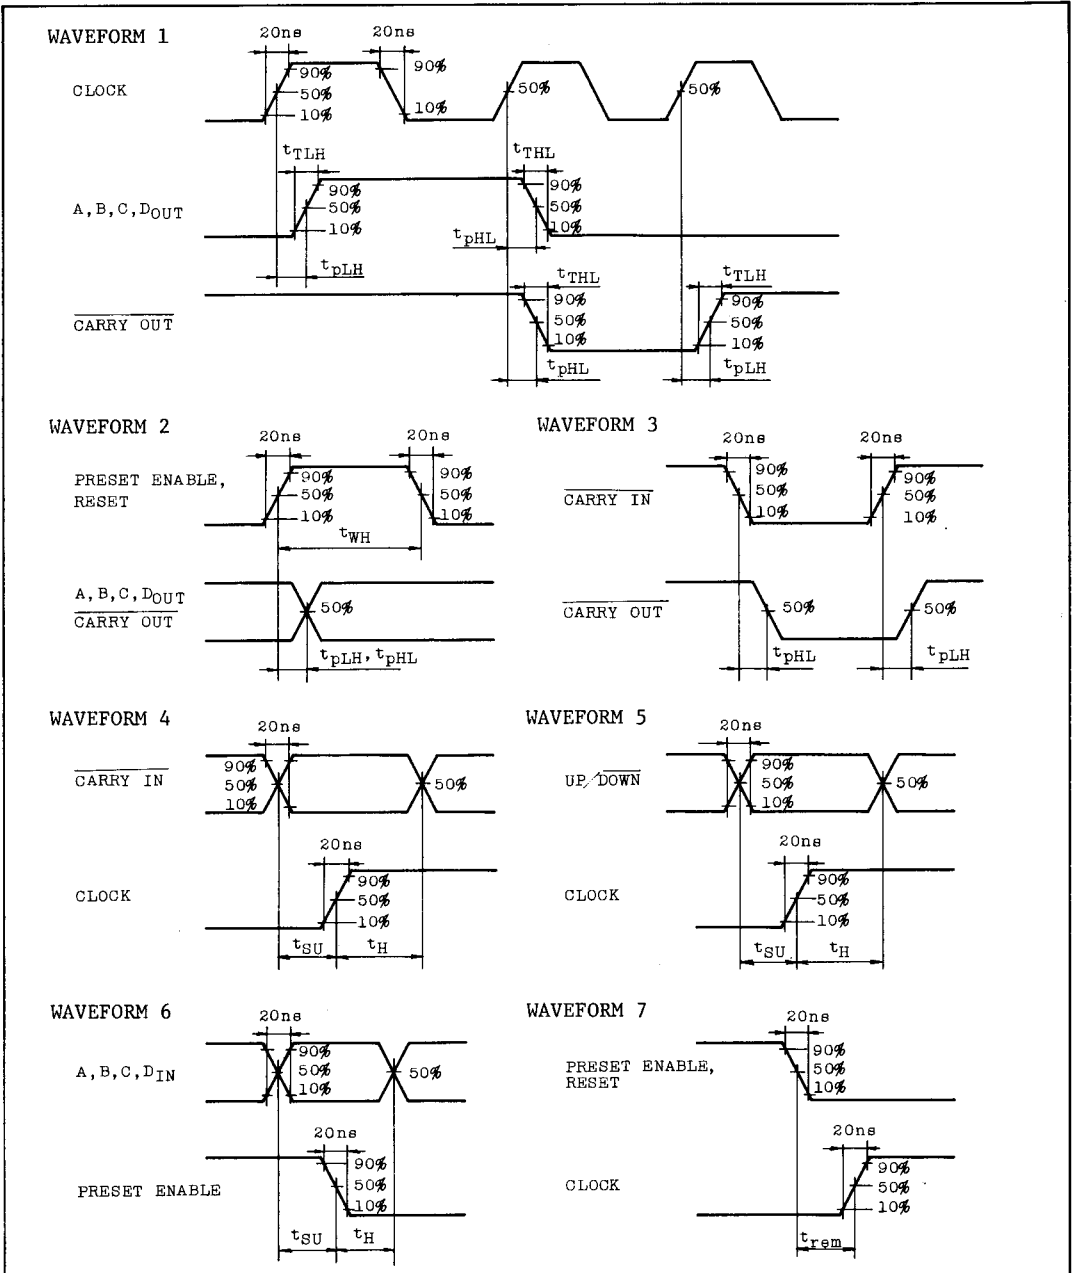 WAVEFORM 1
20ns
20ns
CLOCK
90%
50%
10%
90%
10%
50%
50%
tTLH
tTHL
A,B,C,DOUT
90%
50%
10%
90%
50%
10%
tpLH
tpHL
tTHL
tTLH
CARRY OUT
90%
50%
10%
90%
50%
10%
tpHL
tpLH
WAVEFORM 2
20ns
20ns
PRESET ENABLE,
RESET
90%
50%
10%
90%
50%
10%
tWH
A,B,C,DOUT
CARRY OUT
50%
tpLH, tpHL
WAVEFORM 3
20ns
20ns
CARRY IN
90%
50%
10%
90%
50%
10%
CARRY OUT
50%
50%
tpHL
tpLH
WAVEFORM 4
20ns
CARRY IN
90%
50%
10%
50%
20ns
CLOCK
90%
50%
10%
tSU
tH
WAVEFORM 5
20ns
UP/DOWN
90%
50%
10%
50%
20ns
CLOCK
90%
50%
10%
tSU
tH
WAVEFORM 6
20ns
A,B,C,DIN
90%
50%
10%
50%
20ns
PRESET ENABLE
90%
50%
10%
tSU
tH
WAVEFORM 7
20ns
PRESET ENABLE,
RESET
90%
50%
10%
20ns
CLOCK
90%
50%
10%
trem